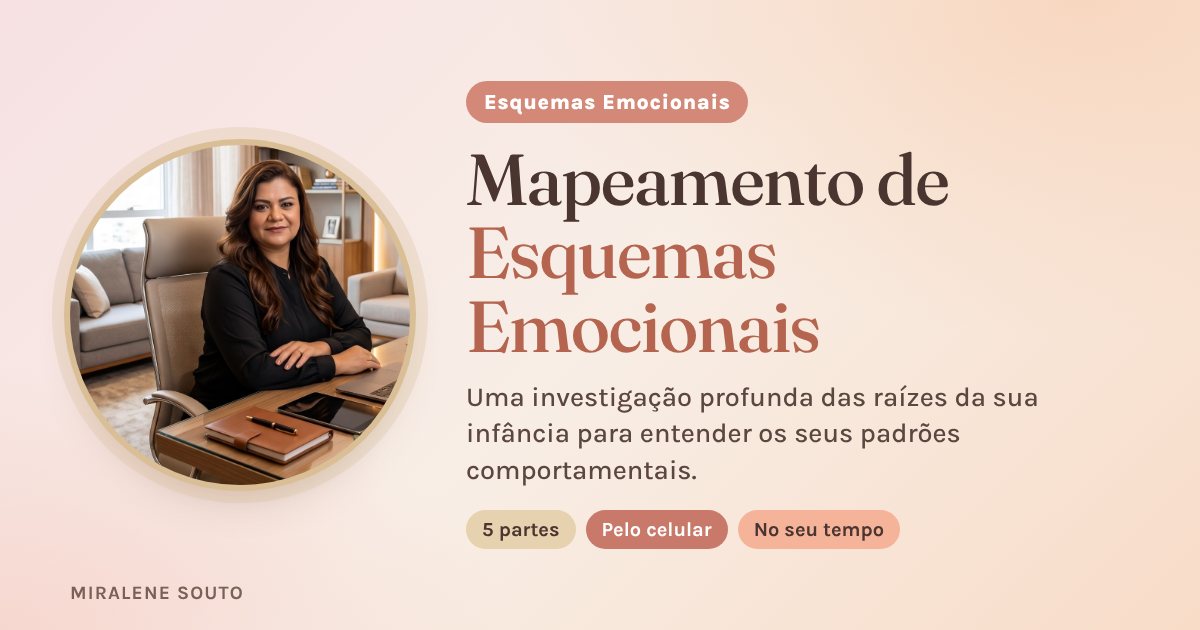 Esquemas Emocionais
Mapeamento de
Esquemas
Emocionais
Uma investigação profunda das raízes da sua
infância para entender os seus padrões
comportamentais.
5 partes
Pelo celular
No seu tempo
MIRALENE SOUTO